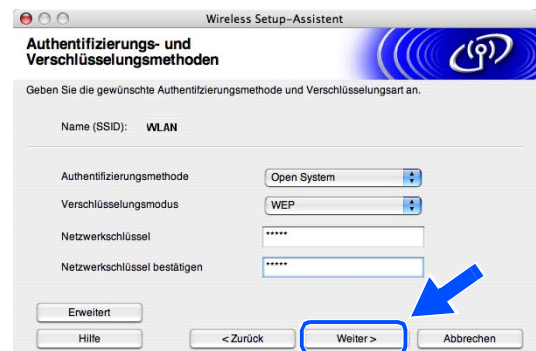 Wireless Setup-Assistent
Authentifizierungs- und
Verschlüsselungsmethoden
Geben Sie die gewünschte Authentifizierungsmethode und Verschlüsselungsart an.
Name (SSID): WLAN
Authentifizierungsmethode Open System
Verschlüsselungsmodus WEP
Netzwerkschlüssel *****
Netzwerkschlüssel bestätigen *****
Erweitert
Hilfe < Zurück Weiter > Abbrechen